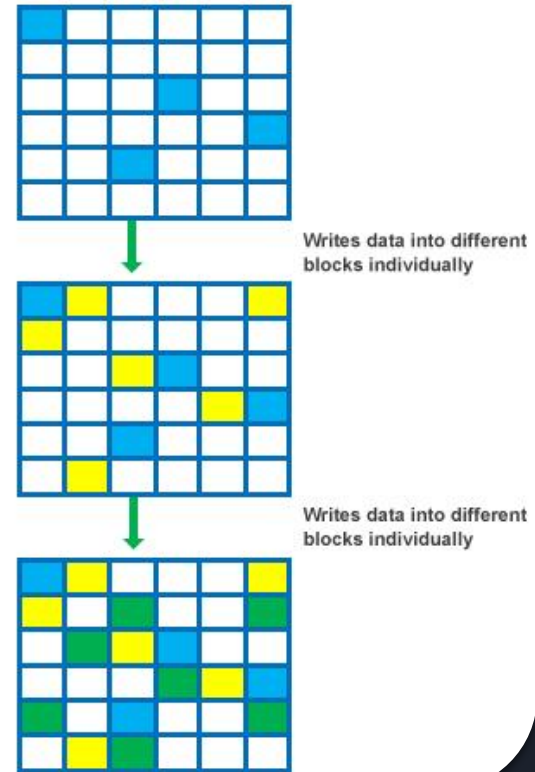 Writes data into different
blocks individually
Writes data into different
blocks individually